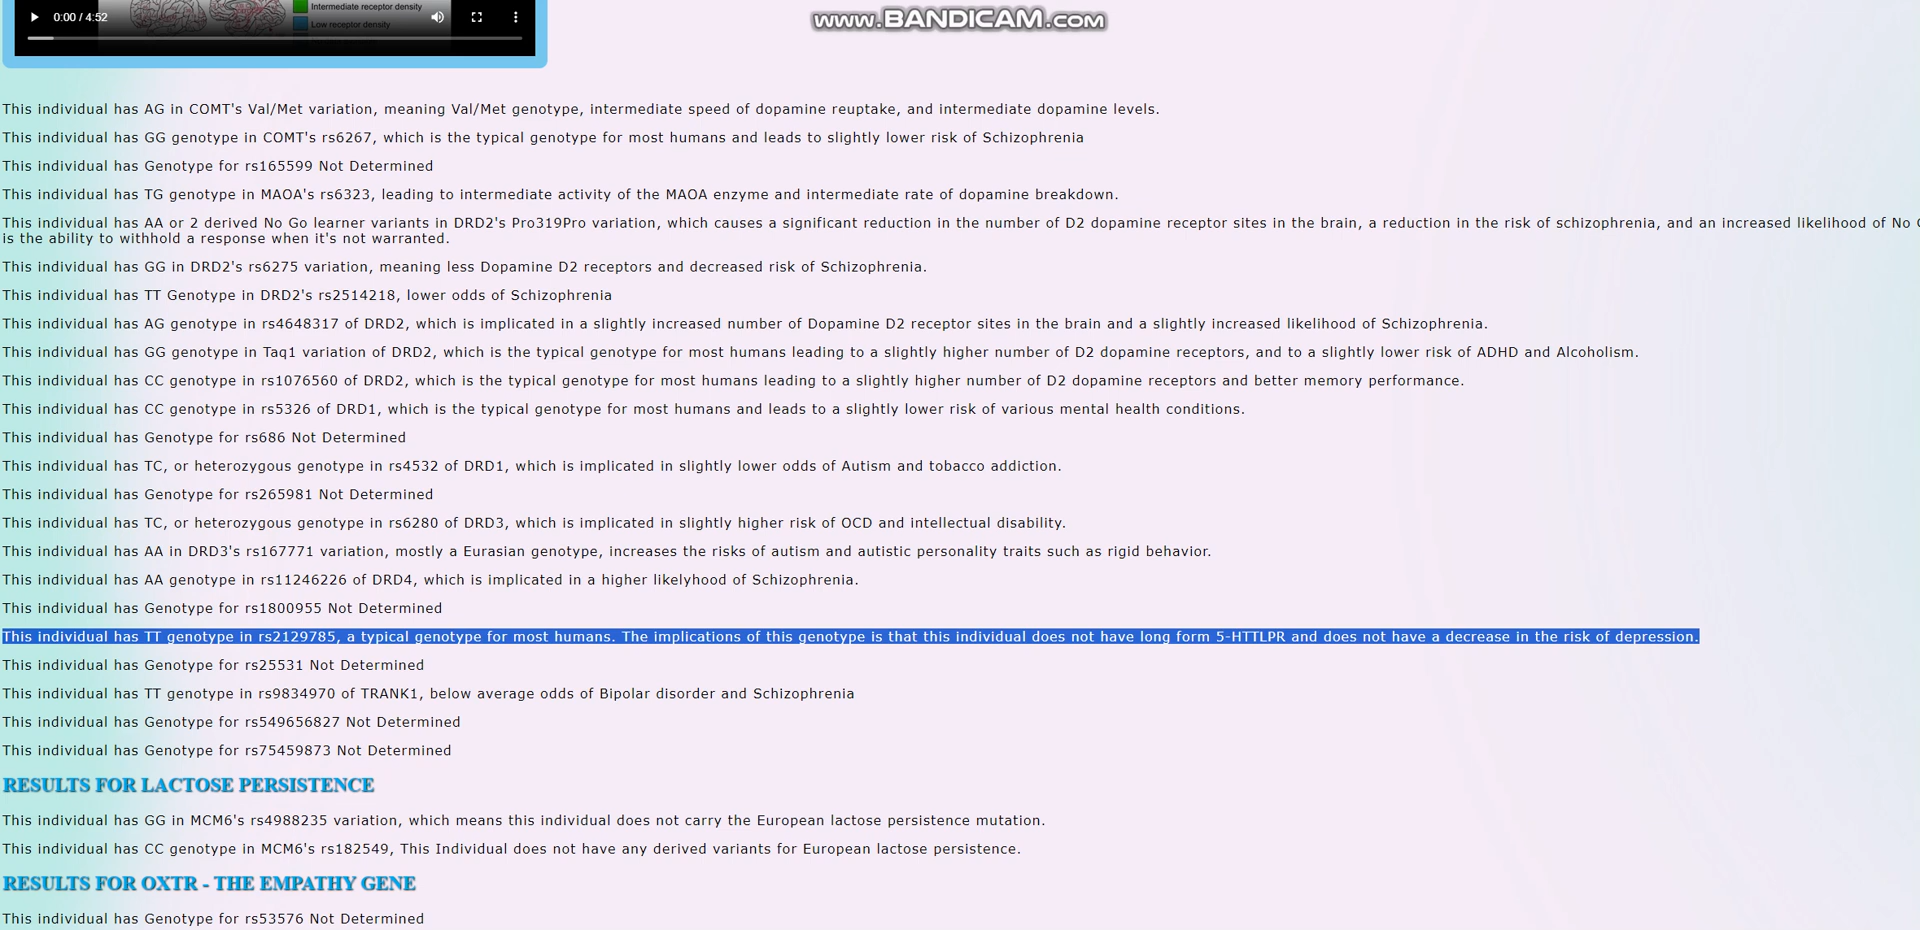 www.BANDICAM.com
Intermediate receptor density
0:00 / 4:52
Low receptor density
This individual has AG in COMT's Val/Met variation, meaning Val/Met genotype, intermediate speed of dopamine reuptake, and intermediate dopamine levels.
This individual has GG genotype in COMT's rs6267, which is the typical genotype for most humans and leads to slightly lower risk of Schizophrenia
This individual has Genotype for rs165599 Not Determined
This individual has TG genotype in MAOA's rs6323, leading to intermediate activity of the MAOA enzyme and intermediate rate of dopamine breakdown.
This individual has AA or 2 derived No Go learner variants in DRD2's Pro319Pro variation, which causes a significant reduction in the number of D2 dopamine receptor sites in the brain, a reduction in the risk of schizophrenia, and an increased likelihood of No
is the ability to withhold a response when it's not warranted.
This individual has GG in DRD2's rs6275 variation, meaning less Dopamine D2 receptors and decreased risk of Schizophrenia.
This individual has TT Genotype in DRD2's rs2514218, lower odds of Schizophrenia
This individual has AG genotype in rs4648317 of DRD2, which is implicated in a slightly increased number of Dopamine D2 receptor sites in the brain and a slightly increased likelihood of Schizophrenia.
This individual has GG genotype in Taq1 variation of DRD2, which is the typical genotype for most humans leading to a slightly higher number of D2 dopamine receptors, and to a slightly lower risk of ADHD and Alcoholism.
This individual has CC genotype in rs1076560 of DRD2, which is the typical genotype for most humans leading to a slightly higher number of D2 dopamine receptors and better memory performance.
This individual has CC genotype in rs5326 of DRD1, which is the typical genotype for most humans and leads to a slightly lower risk of various mental health conditions.
This individual has Genotype for rs686 Not Determined
This individual has TC, or heterozygous genotype in rs4532 of DRD1, which is implicated in slightly lower odds of Autism and tobacco addiction.
This individual has Genotype for rs265981 Not Determined
This individual has TC, or heterozygous genotype in rs6280 of DRD3, which is implicated in slightly higher risk of OCD and intellectual disability.
This individual has AA in DRD3's rs167771 variation, mostly a Eurasian genotype, increases the risks of autism and autistic personality traits such as rigid behavior.
This individual has AA genotype in rs11246226 of DRD4, which is implicated in a higher likelyhood of Schizophrenia.
This individual has Genotype for rs1800955 Not Determined
This individual has TT genotype in rs2129785, a typical genotype for most humans. The implications of this genotype is that this individual does not have long form 5-HTTLPR and does not have a decrease in the risk of depression.
This individual has Genotype for rs25531 Not Determined
This individual has TT genotype in rs9834970 of TRANK1, below average odds of Bipolar disorder and Schizophrenia
This individual has Genotype for rs549656827 Not Determined
This individual has Genotype for rs75459873 Not Determined
RESULTS FOR LACTOSE PERSISTENCE
This individual has GG in MCM6's rs4988235 variation, which means this individual does not carry the European lactose persistence mutation.
This individual has CC genotype in MCM6's rs182549, This Individual does not have any derived variants for European lactose persistence.
RESULTS FOR OXTR - THE EMPATHY GENE
This individual has Genotype for rs53576 Not Determined